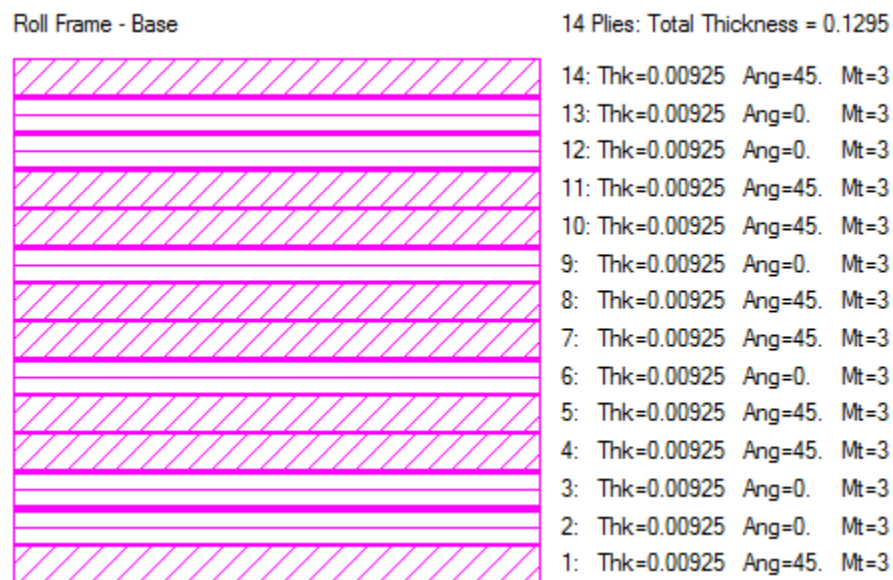 Roll Frame - Base
14 Plies: Total Thickness = 0.1295
14: Thk=0.00925 Ang=45. Mt=3
13: Thk=0.00925 Ang=0. Mt=3
12: Thk=0.00925 Ang=0. Mt=3
11: Thk=0.00925 Ang=45. Mt=3
10: Thk=0.00925 Ang=45. Mt=3
9: Thk=0.00925 Ang=0. Mt=3
8: Thk=0.00925 Ang=45. Mt=3
7: Thk=0.00925 Ang=45. Mt=3
6: Thk=0.00925 Ang=0. Mt=3
5: Thk=0.00925 Ang=45. Mt=3
4: Thk=0.00925 Ang=45. Mt=3
3: Thk=0.00925 Ang=0. Mt=3
2: Thk=0.00925 Ang=0. Mt=3
1: Thk=0.00925 Ang=45. Mt=3